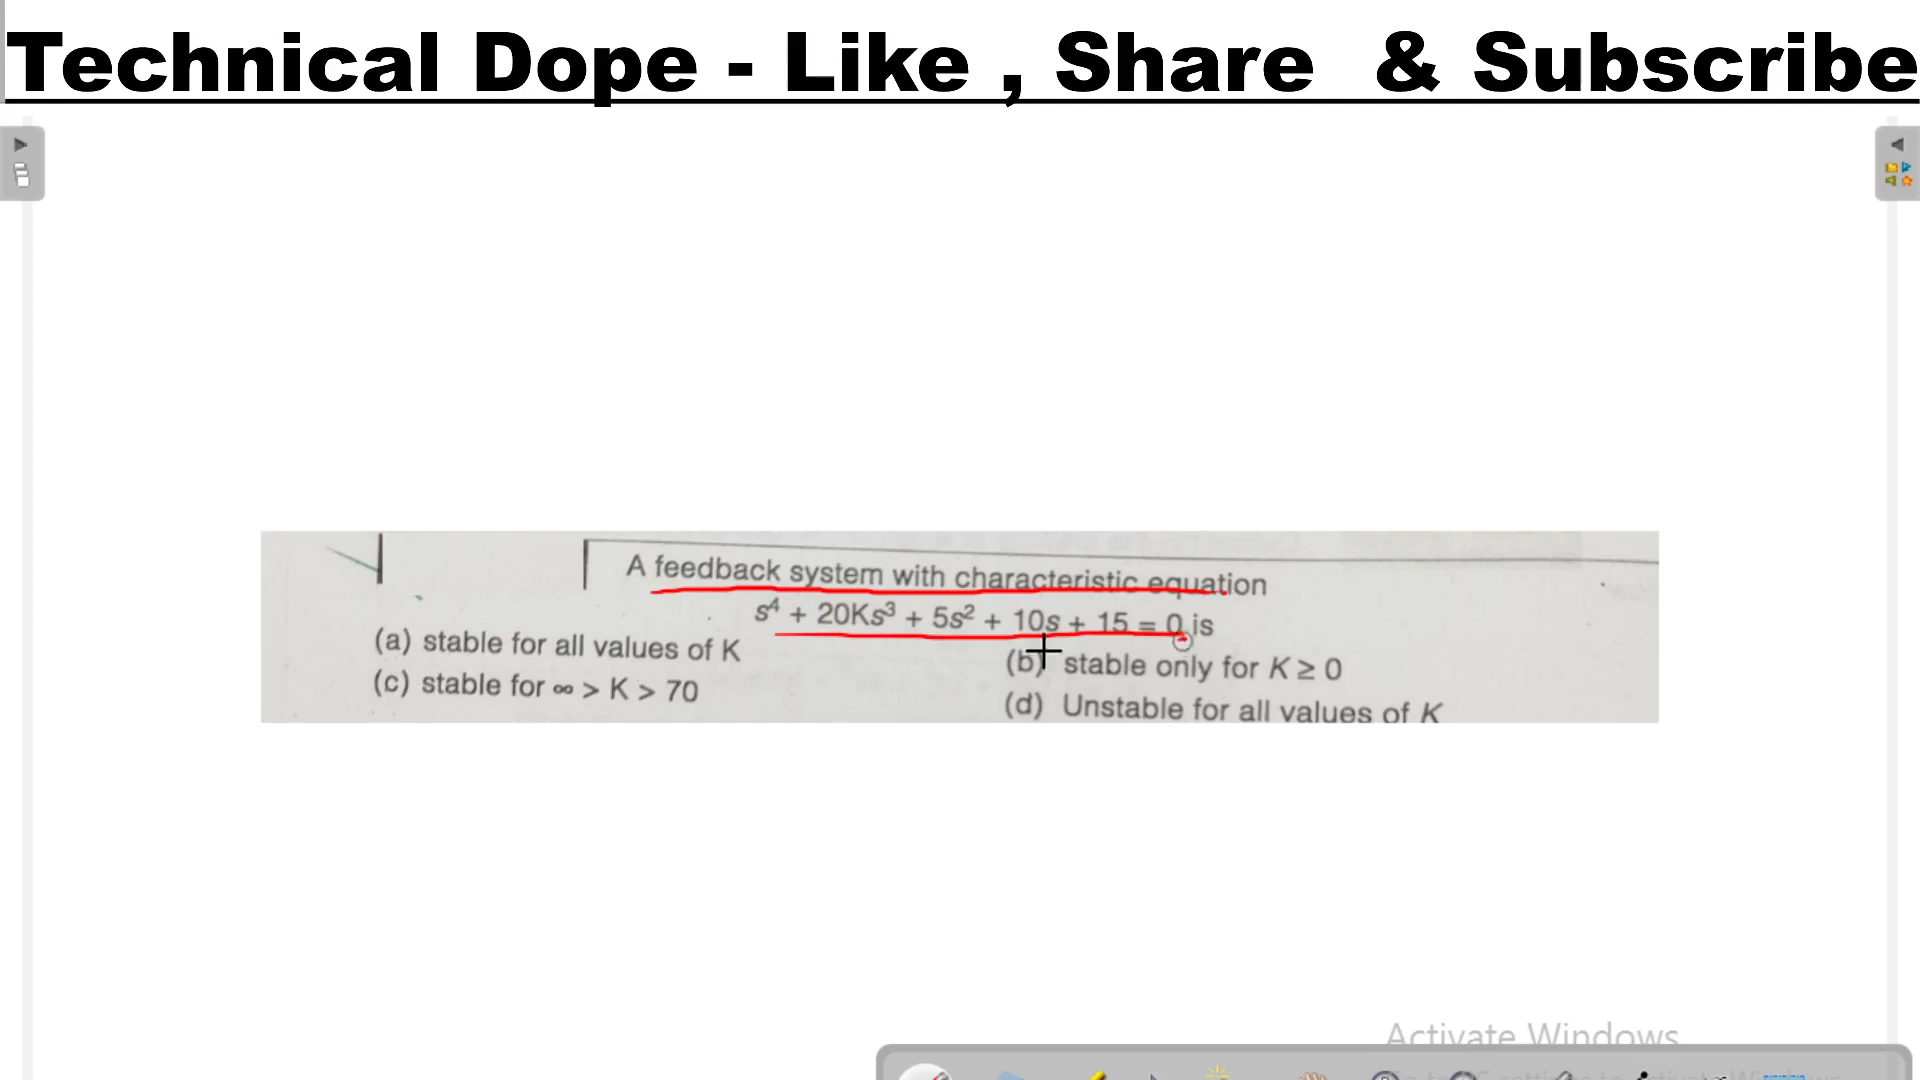 Technical Dope - Like , Share & Subscribe
A feedback system with characteristic equation
s⁴ + 20Ks³ + 5s² + 10s + 15 = 0 is
(a) stable for all values of K
(b) stable only for K ≥ 0
(c) stable for ∞ > K > 70
(d) Unstable for all values of K
Activate Windows